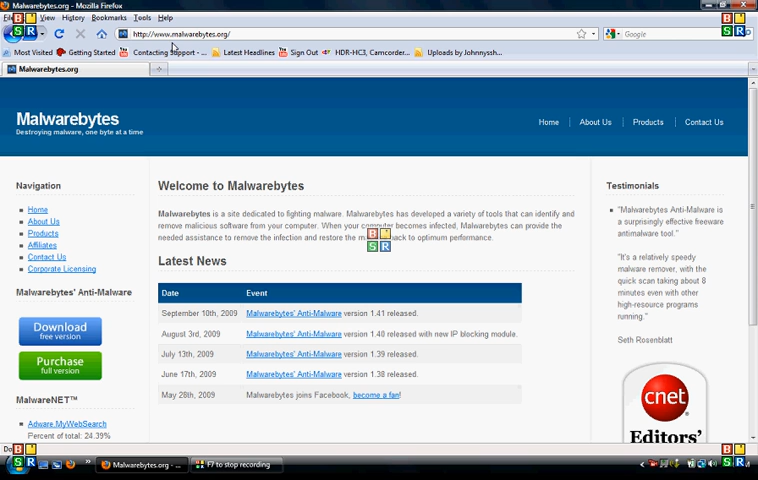 Malwarebytes.org - Mozilla Firefox
View History Bookmarks Tools Help
http://www.malwarebytes.org/
Google
Most Visited Getting Started Contacting Support - ... Latest Headlines Sign Out HDR-HC3, Camcorder... Uploads by Johnnyssh...
Malwarebytes.org
Malwarebytes
Destroying malware, one byte at a time
Home About Us Products Contact Us
Navigation
Home
About Us
Products
Affiliates
Contact Us
Corporate Licensing
Malwarebytes' Anti-Malware
Download
free version
Purchase
full version
MalwareNET™
Adware.MyWebSearch
Percent of total: 24.39%
Welcome to Malwarebytes
Malwarebytes is a site dedicated to fighting malware. Malwarebytes has developed a variety of tools that can identify and
remove malicious software from your computer. When your computer becomes infected, Malwarebytes can provide the
needed assistance to remove the infection and restore the back to optimum performance.
Latest News
Date Event
September 10th, 2009 Malwarebytes' Anti-Malware version 1.41 released.
August 3rd, 2009 Malwarebytes' Anti-Malware version 1.40 released with new IP blocking module.
July 13th, 2009 Malwarebytes' Anti-Malware version 1.39 released.
June 17th, 2009 Malwarebytes' Anti-Malware version 1.38 released.
May 28th, 2009 Malwarebytes joins Facebook, become a fan!
Testimonials
"Malwarebytes Anti-Malware is
a surprisingly effective freeware
antimalware tool."
"It's a relatively speedy
malware remover, with the
quick scan taking about 8
minutes even with other
high-resource programs
running."
Seth Rosenblatt
cnet
Editors'
B
S R
B
S R
B
S R
B
S R
B
S R
Malwarebytes.org - ... F7 to stop recording